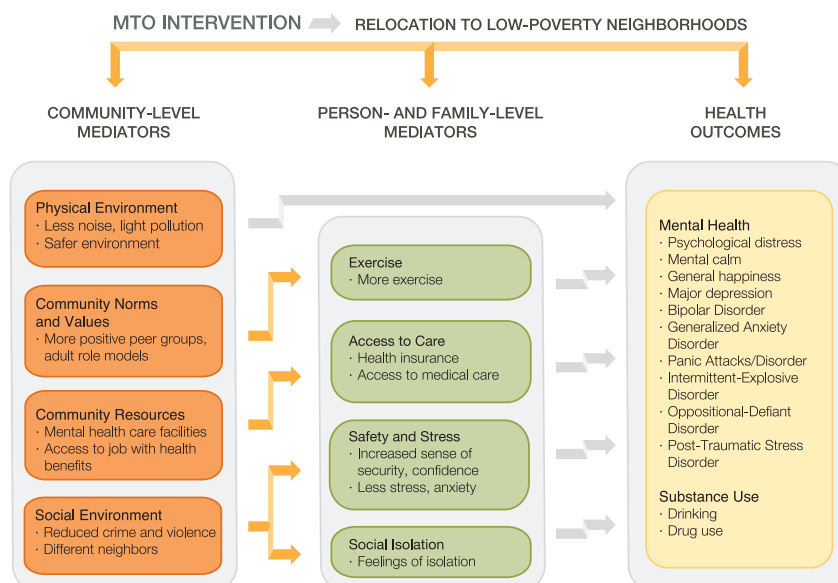 MTO INTERVENTION
RELOCATION TO LOW-POVERTY NEIGHBORHOODS
COMMUNITY-LEVEL
MEDIATORS
PERSON- AND FAMILY-LEVEL
MEDIATORS
HEALTH
OUTCOMES
Physical Environment
· Less noise, light pollution
· Safer environment
Community Norms
and Values
· More positive peer groups,
adult role models
Community Resources
· Mental health care facilities
· Access to job with health
benefits
Social Environment
· Reduced crime and violence
· Different neighbors
Exercise
· More exercise
Access to Care
· Health insurance
· Access to medical care
Safety and Stress
· Increased sense of
security, confidence
· Less stress, anxiety
Social Isolation
· Feelings of isolation
Mental Health
· Psychological distress
· Mental calm
· General happiness
· Major depression
· Bipolar Disorder
· Generalized Anxiety
Disorder
· Panic Attacks/Disorder
· Intermittent-Explosive
Disorder
· Oppositional-Defiant
Disorder
· Post-Traumatic Stress
Disorder
Substance Use
· Drinking
· Drug use